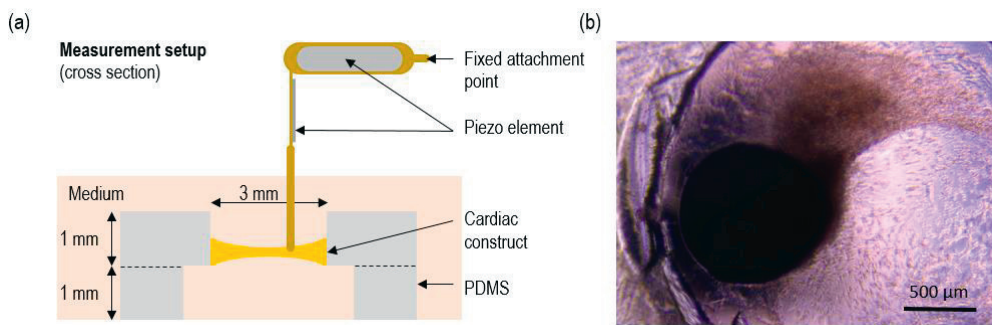 (a)
Measurement setup
(cross section)
Fixed attachment
point
Piezo element
Medium
3 mm
1 mm
Cardiac
construct
1 mm
PDMS
(b)
500 µm